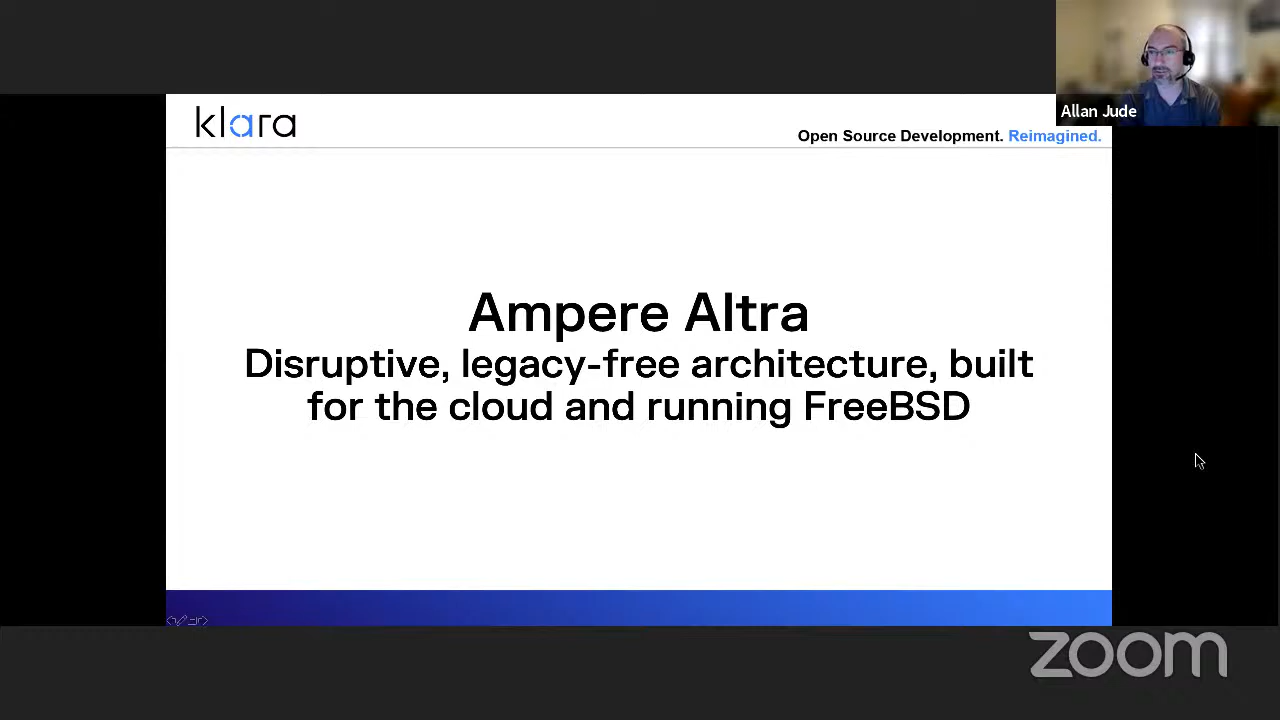 klara
Open Source Development. Reimagined.
Allan Jude
Ampere Altra
Disruptive, legacy-free architecture, built
for the cloud and running FreeBSD
zoom